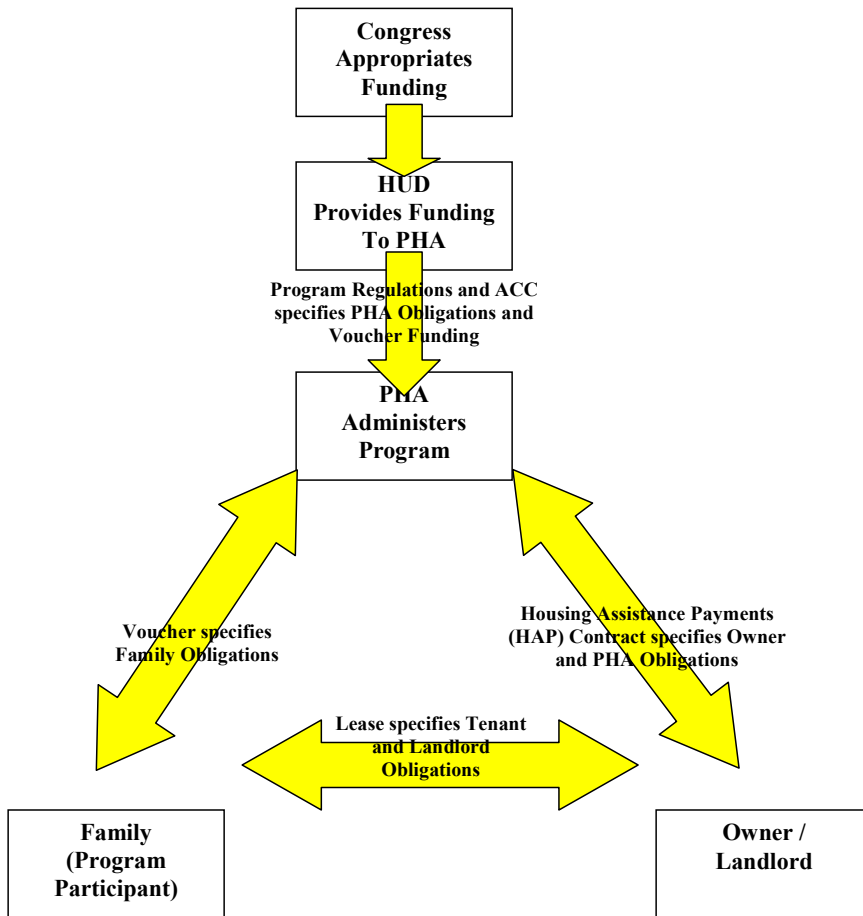 Congress
Appropriates
Funding
HUD
Provides Funding
To PHA
Program Regulations and ACC
specifies PHA Obligations and
Voucher Funding
PHA
Administers
Program
Voucher specifies
Family Obligations
Housing Assistance Payments
(HAP) Contract specifies Owner
and PHA Obligations
Lease specifies Tenant
and Landlord
Obligations
Family
(Program
Participant)
Owner /
Landlord